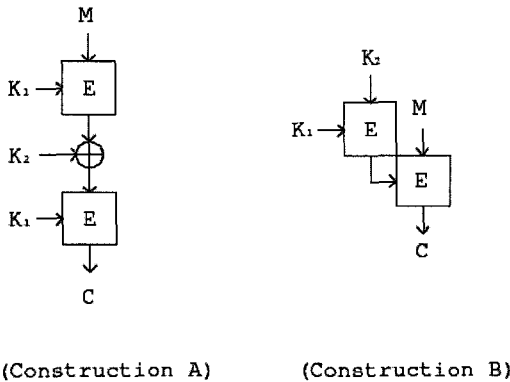 M
K₁
E
K₂
K₁
E
C
K₂
K₁
E
M
E
C
(Construction A)
(Construction B)